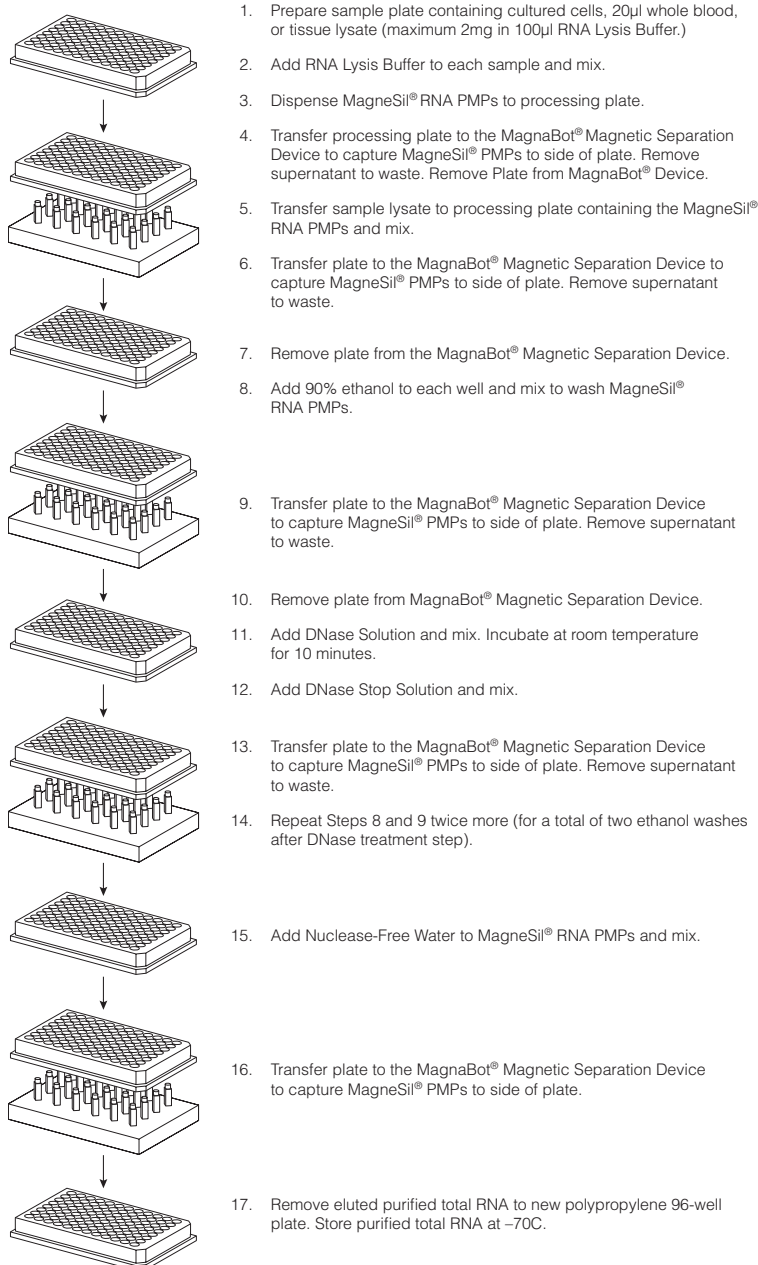 1. Prepare sample plate containing cultured cells, 20µl whole blood,
or tissue lysate (maximum 2mg in 100µl RNA Lysis Buffer.)
2. Add RNA Lysis Buffer to each sample and mix.
3. Dispense MagneSil® RNA PMPs to processing plate.
4. Transfer processing plate to the MagnaBot® Magnetic Separation
Device to capture MagneSil® PMPs to side of plate. Remove
supernatant to waste. Remove Plate from MagnaBot® Device.
5. Transfer sample lysate to processing plate containing the MagneSil®
RNA PMPs and mix.
6. Transfer plate to the MagnaBot® Magnetic Separation Device to
capture MagneSil® PMPs to side of plate. Remove supernatant
to waste.
7. Remove plate from the MagnaBot® Magnetic Separation Device.
8. Add 90% ethanol to each well and mix to wash MagneSil®
RNA PMPs.
9. Transfer plate to the MagnaBot® Magnetic Separation Device
to capture MagneSil® PMPs to side of plate. Remove supernatant
to waste.
10. Remove plate from MagnaBot® Magnetic Separation Device.
11. Add DNase Solution and mix. Incubate at room temperature
for 10 minutes.
12. Add DNase Stop Solution and mix.
13. Transfer plate to the MagnaBot® Magnetic Separation Device
to capture MagneSil® PMPs to side of plate. Remove supernatant
to waste.
14. Repeat Steps 8 and 9 twice more (for a total of two ethanol washes
after DNase treatment step).
15. Add Nuclease-Free Water to MagneSil® RNA PMPs and mix.
16. Transfer plate to the MagnaBot® Magnetic Separation Device
to capture MagneSil® PMPs to side of plate.
17. Remove eluted purified total RNA to new polypropylene 96-well
plate. Store purified total RNA at –70C.